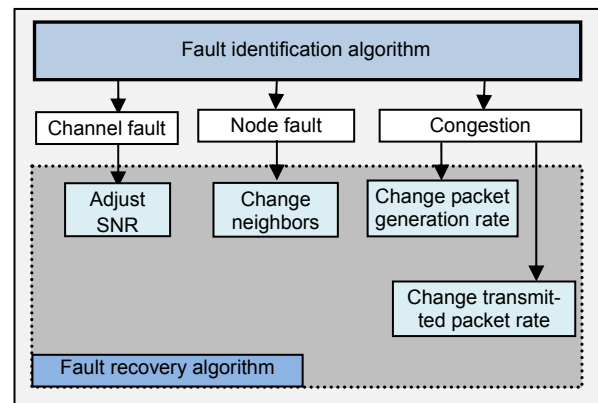 Fault identification algorithm
Channel fault
Node fault
Congestion
Adjust
SNR
Change
neighbors
Change packet
generation rate
Change transmit-
ted packet rate
Fault recovery algorithm